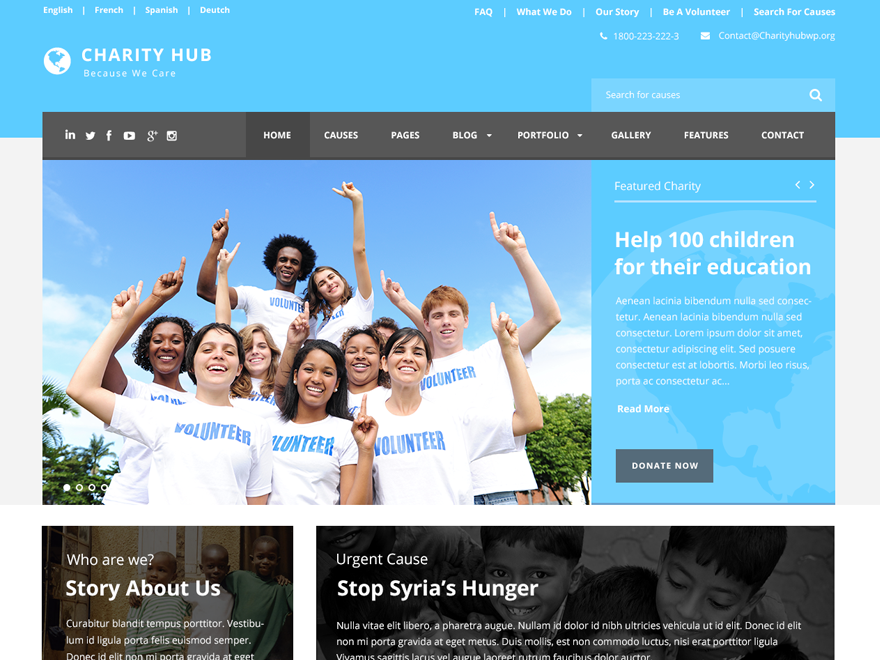 English | French | Spanish | Deutch
FAQ | What We Do | Our Story | Be A Volunteer | Search For Causes
1800-223-222-3 Contact@Charityhubwp.org
CHARITY HUB
Because We Care
Search for causes
HOME CAUSES PAGES BLOG PORTFOLIO GALLERY FEATURES CONTACT
Featured Charity
Help 100 children
for their education
Aenean lacinia bibendum nulla sed consec-
tetur. Aenean lacinia bibendum nulla sed
consectetur. Lorem ipsum dolor sit amet,
consectetur adipiscing elit. Sed posuere
consectetur est at lobortis. Morbi leo risus,
porta ac consectetur ac...
Read More
DONATE NOW
VOLUNTEER
VOLUNTEER
VOLUNTEER
VOLUNTEER
VOLUNTEER
Who are we?
Story About Us
Curabitur blandit tempus porttitor. Vestibu-
lum id ligula porta felis euismod semper.
Donec id elit non mi porta gravida at eget
Urgent Cause
Stop Syria's Hunger
Nulla vitae elit libero, a pharetra augue. Nullam id dolor id nibh ultricies vehicula ut id elit. Donec id elit
non mi porta gravida at eget metus. Duis mollis, est non commodo luctus, nisi erat porttitor ligula
Vivamus sagittis lacus vel augue laoreet rutrum faucibus dolor auctor.